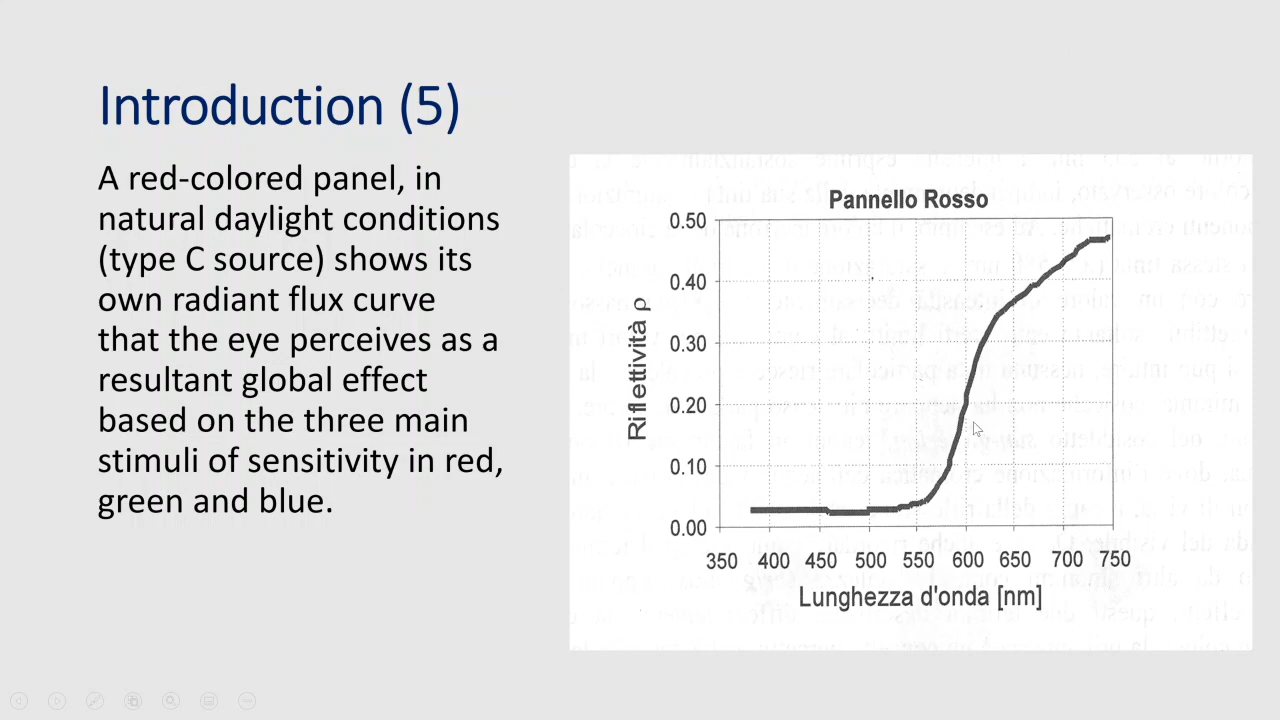 Introduction (5)
A red-colored panel, in
natural daylight conditions
(type C source) shows its
own radiant flux curve
that the eye perceives as a
resultant global effect
based on the three main
stimuli of sensitivity in red,
green and blue.
Pannello Rosso
0.50
0.40
0.30
0.20
0.10
0.00
Riflettività ρ
350 400 450 500 550 600 650 700 750
Lunghezza d'onda [nm]